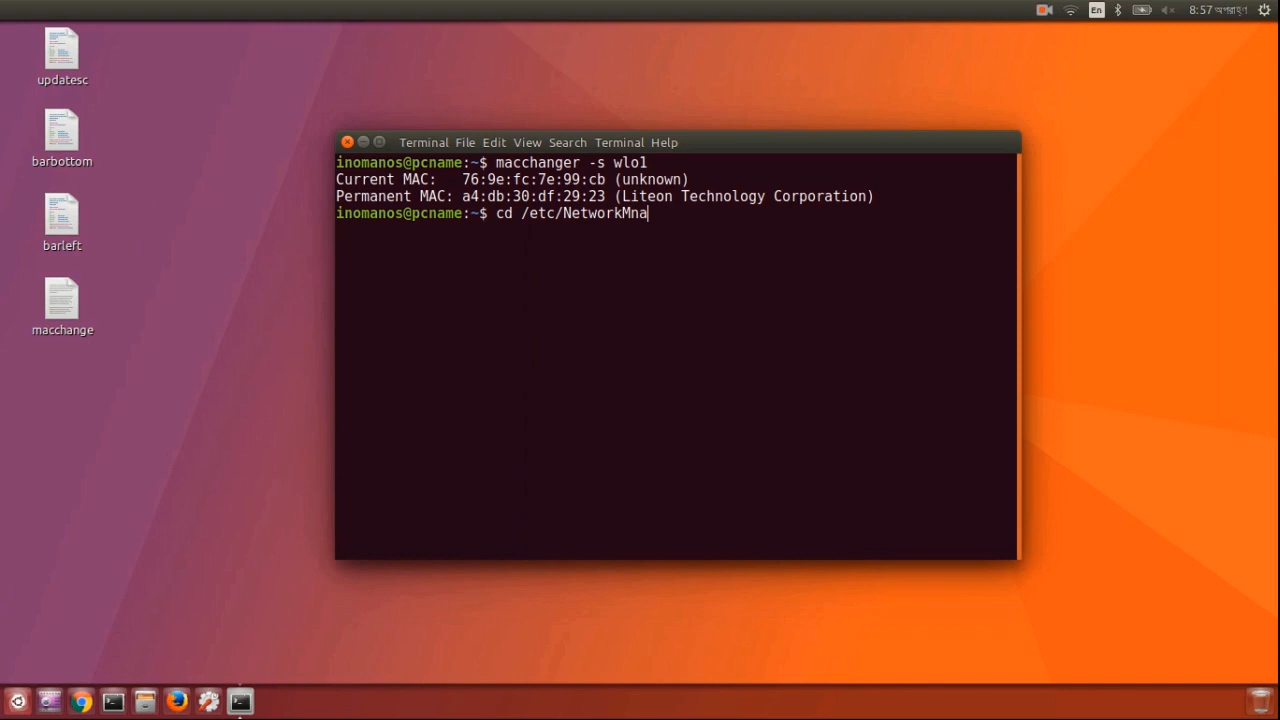 En
8:57 অপরাহ্ণ
updatesc
barbottom
barleft
macchange
Terminal File Edit View Search Terminal Help
inomanos@pcname:~$ macchanger -s wlo1
Current MAC:   76:9e:fc:7e:99:cb (unknown)
Permanent MAC: a4:db:30:df:29:23 (Liteon Technology Corporation)
inomanos@pcname:~$ cd /etc/NetworkMna